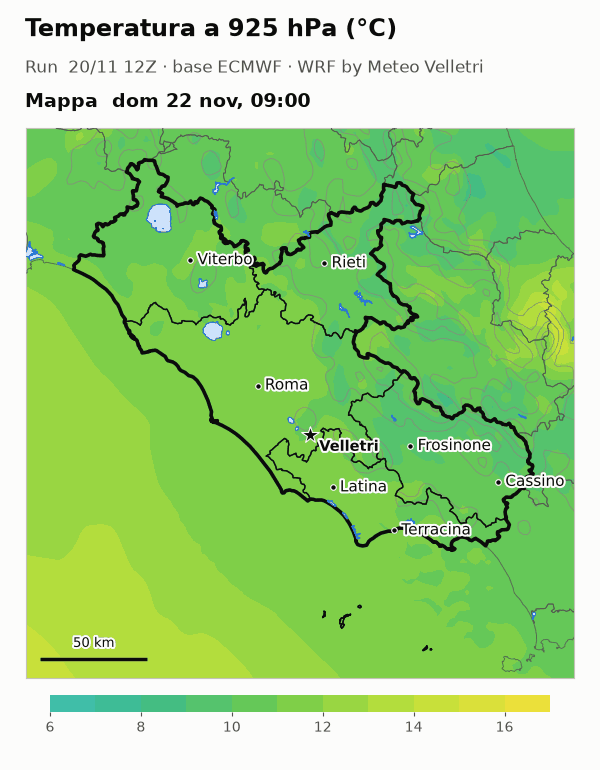 Temperatura a 925 hPa (°C)
Run  20/11 12Z · base ECMWF · WRF by Meteo Velletri
Mappa  dom 22 nov, 09:00
Viterbo
Rieti
Roma
Velletri
Frosinone
Latina
Cassino
Terracina
50 km
6 8 10 12 14 16